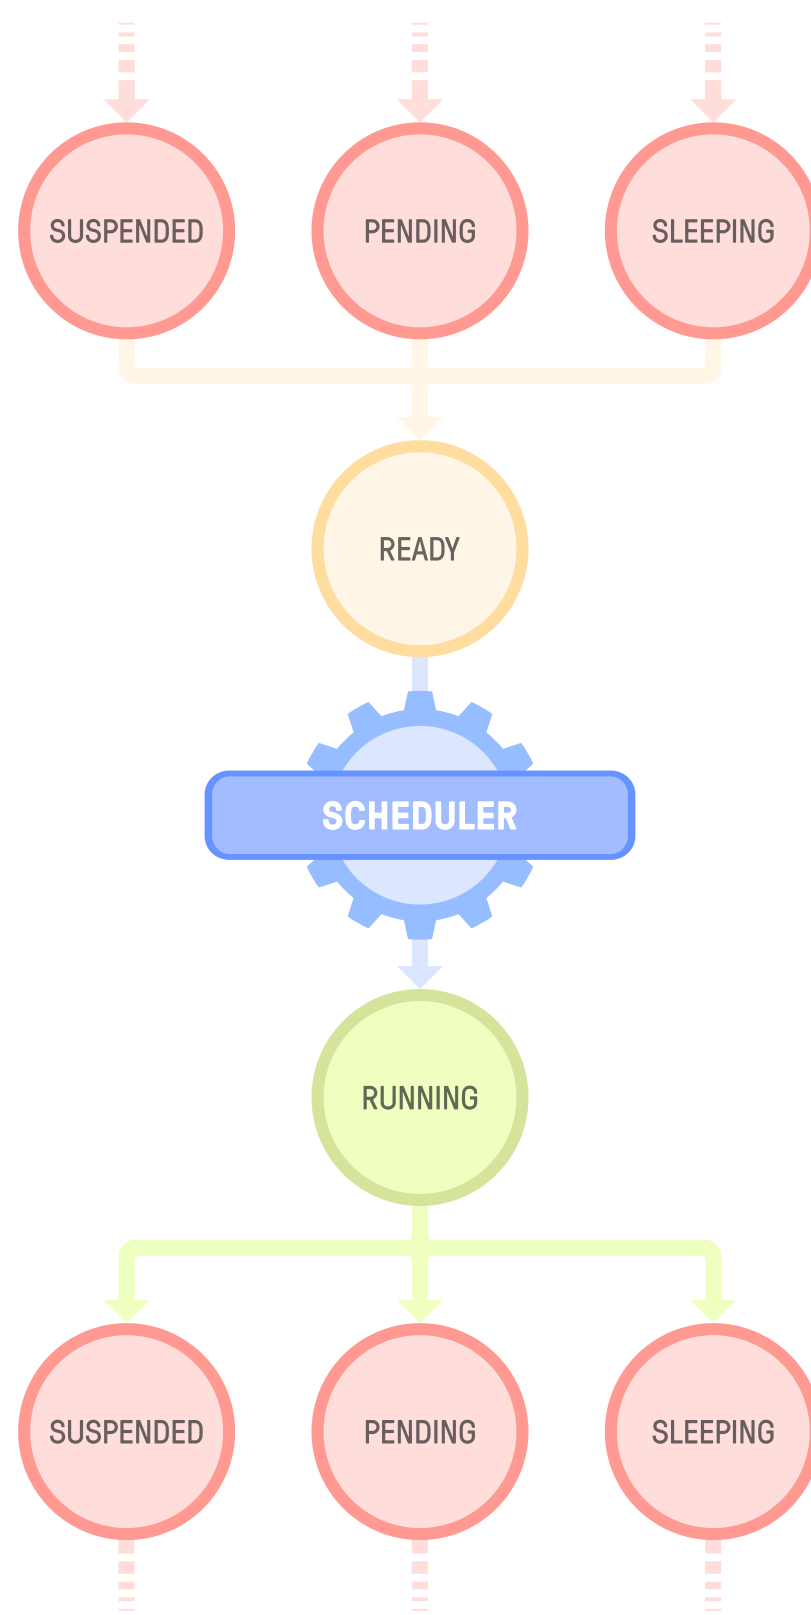 SUSPENDED
PENDING
SLEEPING
READY
SCHEDULER
RUNNING
SUSPENDED
PENDING
SLEEPING